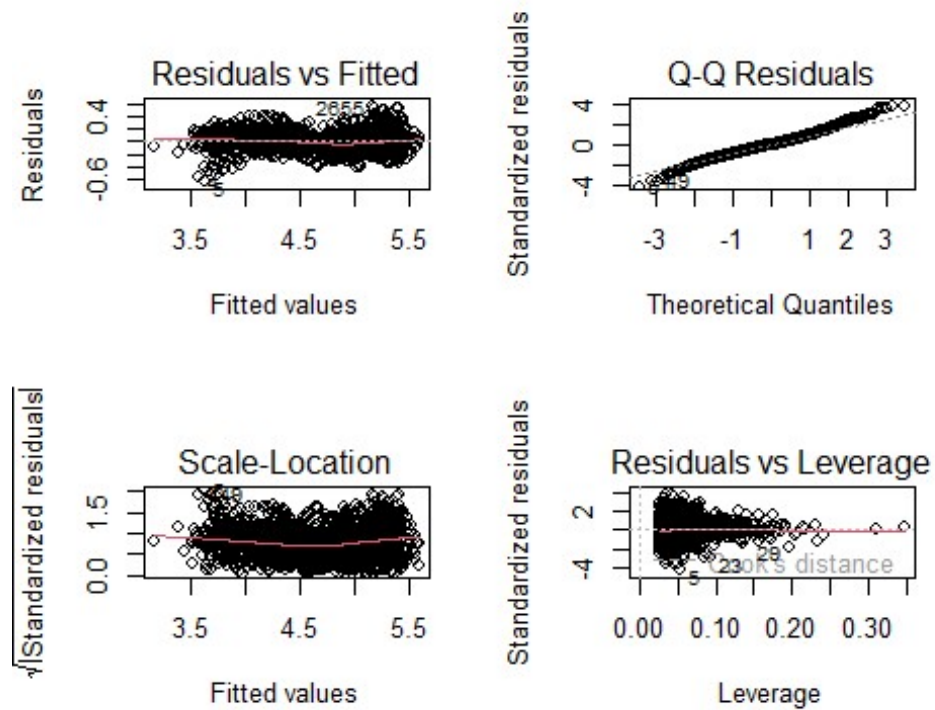 Residuals vs Fitted
Residuals
0.4
-0.6
2655
5
3.5 4.5 5.5
Fitted values
Q-Q Residuals
Standardized residuals
4
0
-4
-3 -1 1 2 3
Theoretical Quantiles
Scale-Location
√|Standardized residuals|
1.5
0.0
3.5 4.5 5.5
Fitted values
Residuals vs Leverage
Standardized residuals
2
-4
29
23
5
Cook's distance
0.00 0.10 0.20 0.30
Leverage